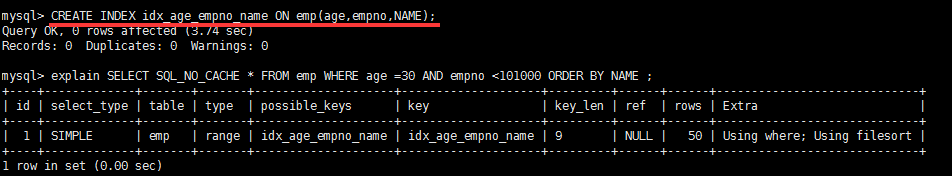 mysql> CREATE INDEX idx_age_empno_name ON emp(age,empno,NAME);
Query OK, 0 rows affected (3.74 sec)
Records: 0  Duplicates: 0  Warnings: 0

mysql> explain SELECT SQL_NO_CACHE * FROM emp WHERE age =30 AND empno <101000 ORDER BY NAME ;
+----+-------------+-------+-------+--------------------+--------------------+---------+------+------+-----------------------------+
| id | select_type | table | type  | possible_keys      | key                | key_len | ref  | rows | Extra                       |
+----+-------------+-------+-------+--------------------+--------------------+---------+------+------+-----------------------------+
|  1 | SIMPLE      | emp   | range | idx_age_empno_name | idx_age_empno_name | 9       | NULL |   50 | Using where; Using filesort |
+----+-------------+-------+-------+--------------------+--------------------+---------+------+------+-----------------------------+
1 row in set (0.00 sec)